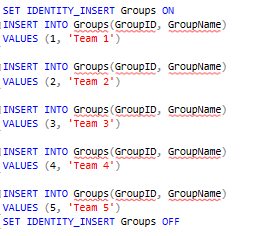 SET IDENTITY_INSERT Groups ON
INSERT INTO Groups(GroupID, GroupName)
VALUES (1, 'Team 1')
INSERT INTO Groups(GroupID, GroupName)
VALUES (2, 'Team 2')
INSERT INTO Groups(GroupID, GroupName)
VALUES (3, 'Team 3')
INSERT INTO Groups(GroupID, GroupName)
VALUES (4, 'Team 4')
INSERT INTO Groups(GroupID, GroupName)
VALUES (5, 'Team 5')
SET IDENTITY_INSERT Groups OFF